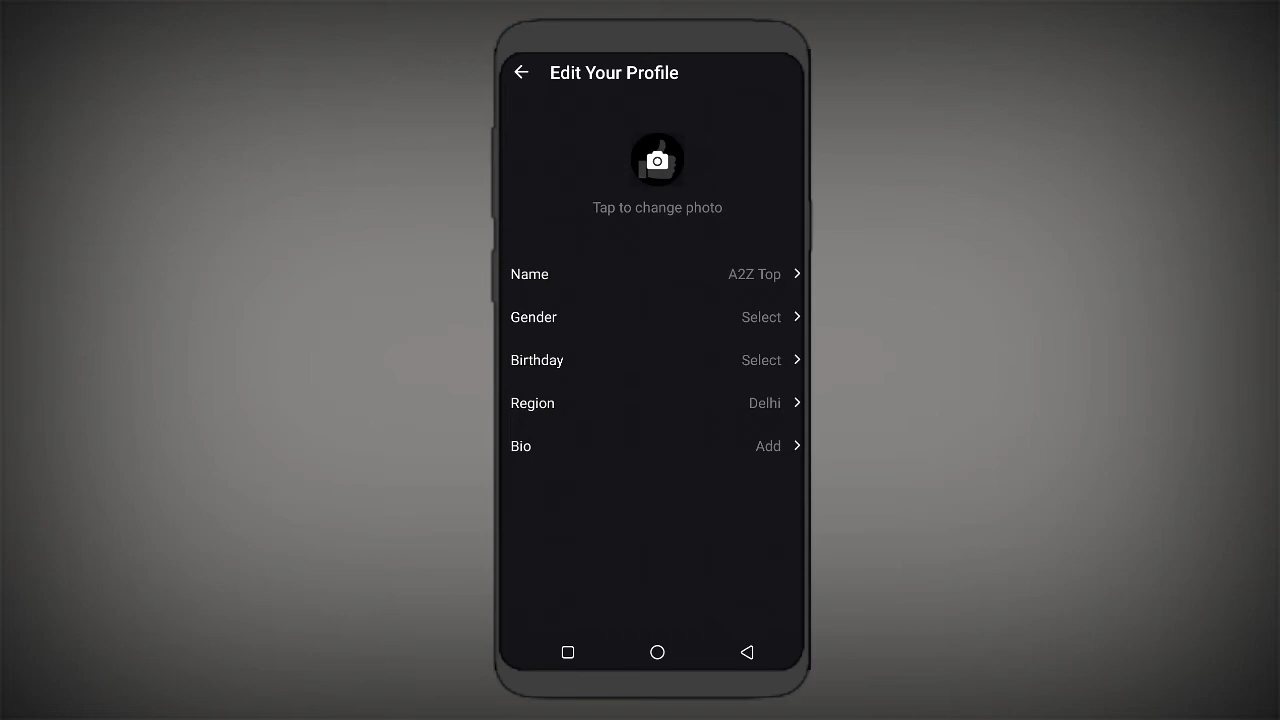 Edit Your Profile
Tap to change photo
Name A2Z Top
Gender Select
Birthday Select
Region Delhi
Bio Add